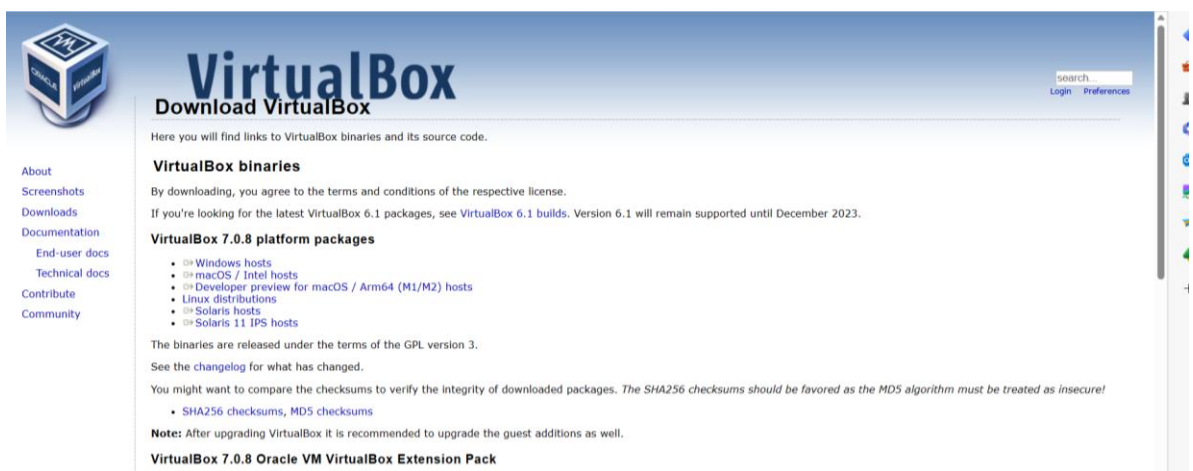 VirtualBox
search...
Login Preferences
Download VirtualBox
Here you will find links to VirtualBox binaries and its source code.
About
Screenshots
Downloads
Documentation
End-user docs
Technical docs
Contribute
Community
VirtualBox binaries
By downloading, you agree to the terms and conditions of the respective license.
If you're looking for the latest VirtualBox 6.1 packages, see VirtualBox 6.1 builds. Version 6.1 will remain supported until December 2023.
VirtualBox 7.0.8 platform packages
Windows hosts
macOS / Intel hosts
Developer preview for macOS / Arm64 (M1/M2) hosts
Linux distributions
Solaris hosts
Solaris 11 IPS hosts
The binaries are released under the terms of the GPL version 3.
See the changelog for what has changed.
You might want to compare the checksums to verify the integrity of downloaded packages. The SHA256 checksums should be favored as the MD5 algorithm must be treated as insecure!
SHA256 checksums, MD5 checksums
Note: After upgrading VirtualBox it is recommended to upgrade the guest additions as well.
VirtualBox 7.0.8 Oracle VM VirtualBox Extension Pack
ORACLE
VirtualBox